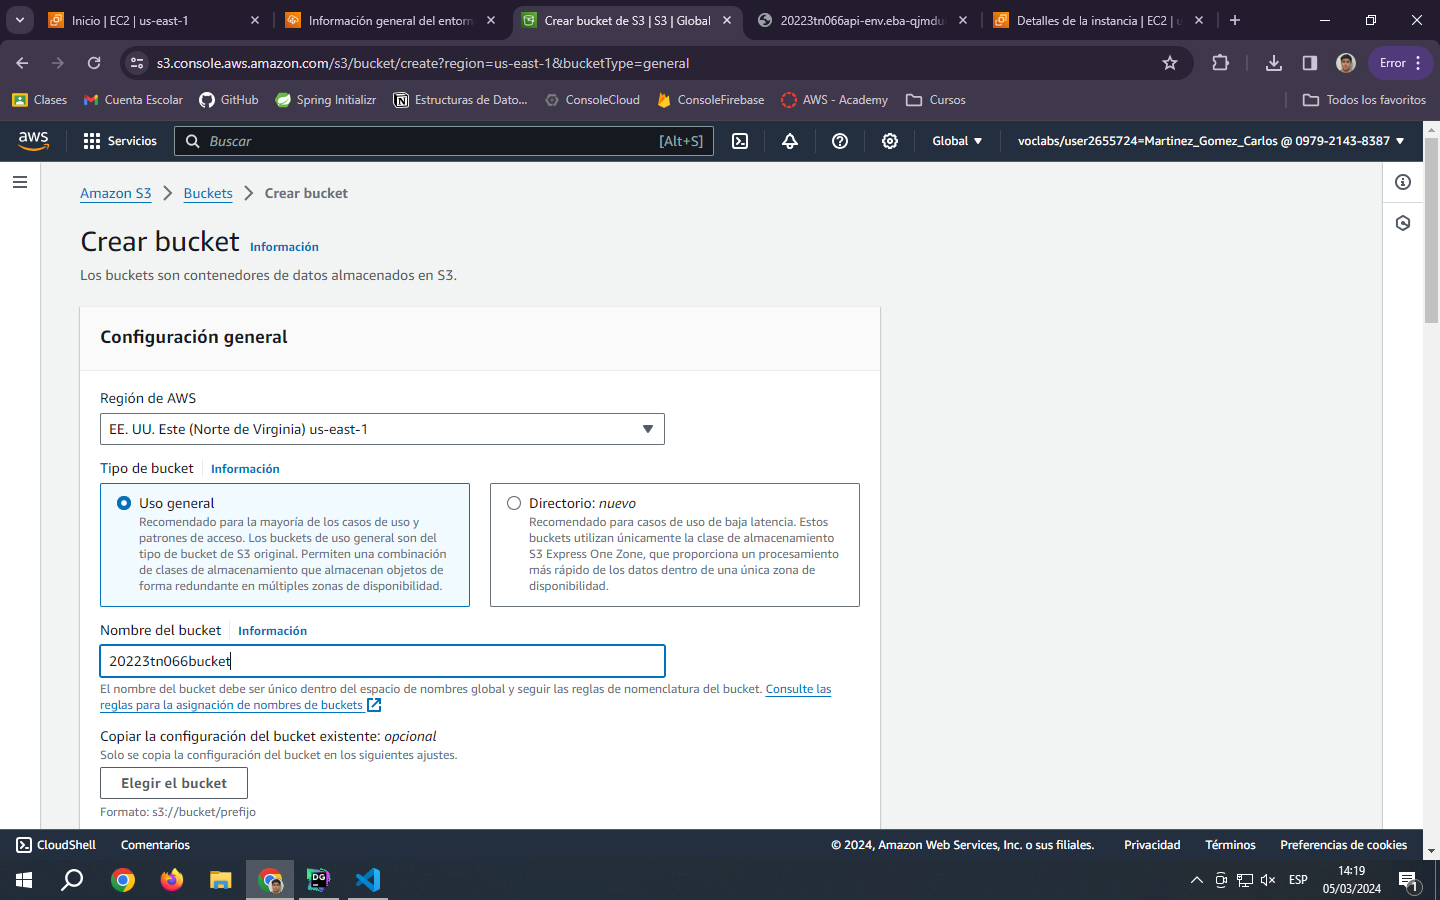 Inicio | EC2 | us-east-1
Información general del entorn
Crear bucket de S3 | S3 | Global
20223tn066api-env.eba-qjmdu
Detalles de la instancia | EC2 | u
s3.console.aws.amazon.com/s3/bucket/create?region=us-east-1&bucketType=general
Error
Clases
Cuenta Escolar
GitHub
Spring Initializr
Estructuras de Dato...
ConsoleCloud
ConsoleFirebase
AWS - Academy
Cursos
Todos los favoritos
aws
Servicios
Buscar
[Alt+S]
Global
voclabs/user2655724=Martinez_Gomez_Carlos @ 0979-2143-8387
Amazon S3
Buckets
Crear bucket
Crear bucket
Información
Los buckets son contenedores de datos almacenados en S3.
Configuración general
Región de AWS
EE. UU. Este (Norte de Virginia) us-east-1
Tipo de bucket
Información
Uso general
Recomendado para la mayoría de los casos de uso y
patrones de acceso. Los buckets de uso general son del
tipo de bucket de S3 original. Permiten una combinación
de clases de almacenamiento que almacenan objetos de
forma redundante en múltiples zonas de disponibilidad.
Directorio: nuevo
Recomendado para casos de uso de baja latencia. Estos
buckets utilizan únicamente la clase de almacenamiento
S3 Express One Zone, que proporciona un procesamiento
más rápido de los datos dentro de una única zona de
disponibilidad.
Nombre del bucket
Información
20223tn066bucket
El nombre del bucket debe ser único dentro del espacio de nombres global y seguir las reglas de nomenclatura del bucket. Consulte las
reglas para la asignación de nombres de buckets
Copiar la configuración del bucket existente: opcional
Solo se copia la configuración del bucket en los siguientes ajustes.
Elegir el bucket
Formato: s3://bucket/prefijo
CloudShell
Comentarios
© 2024, Amazon Web Services, Inc. o sus filiales.
Privacidad
Términos
Preferencias de cookies
DG
ESP
14:19
05/03/2024
1